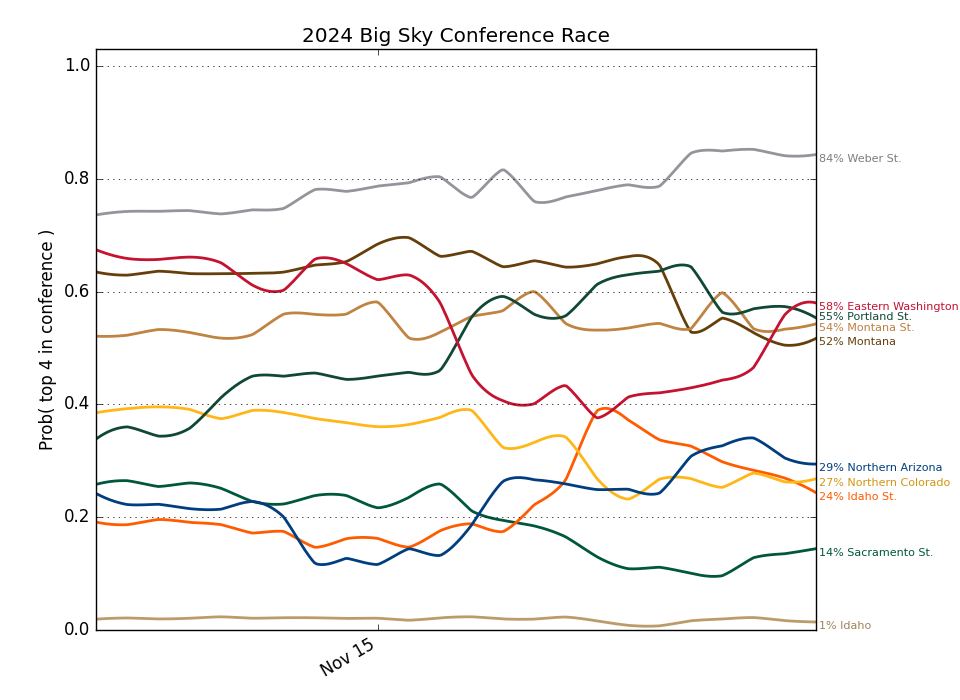 2024 Big Sky Conference Race
Prob( top 4 in conference )
1.0
0.8
0.6
0.4
0.2
0.0
Nov 15
84% Weber St.
58% Eastern Washington
55% Portland St.
54% Montana St.
52% Montana
29% Northern Arizona
27% Northern Colorado
24% Idaho St.
14% Sacramento St.
1% Idaho